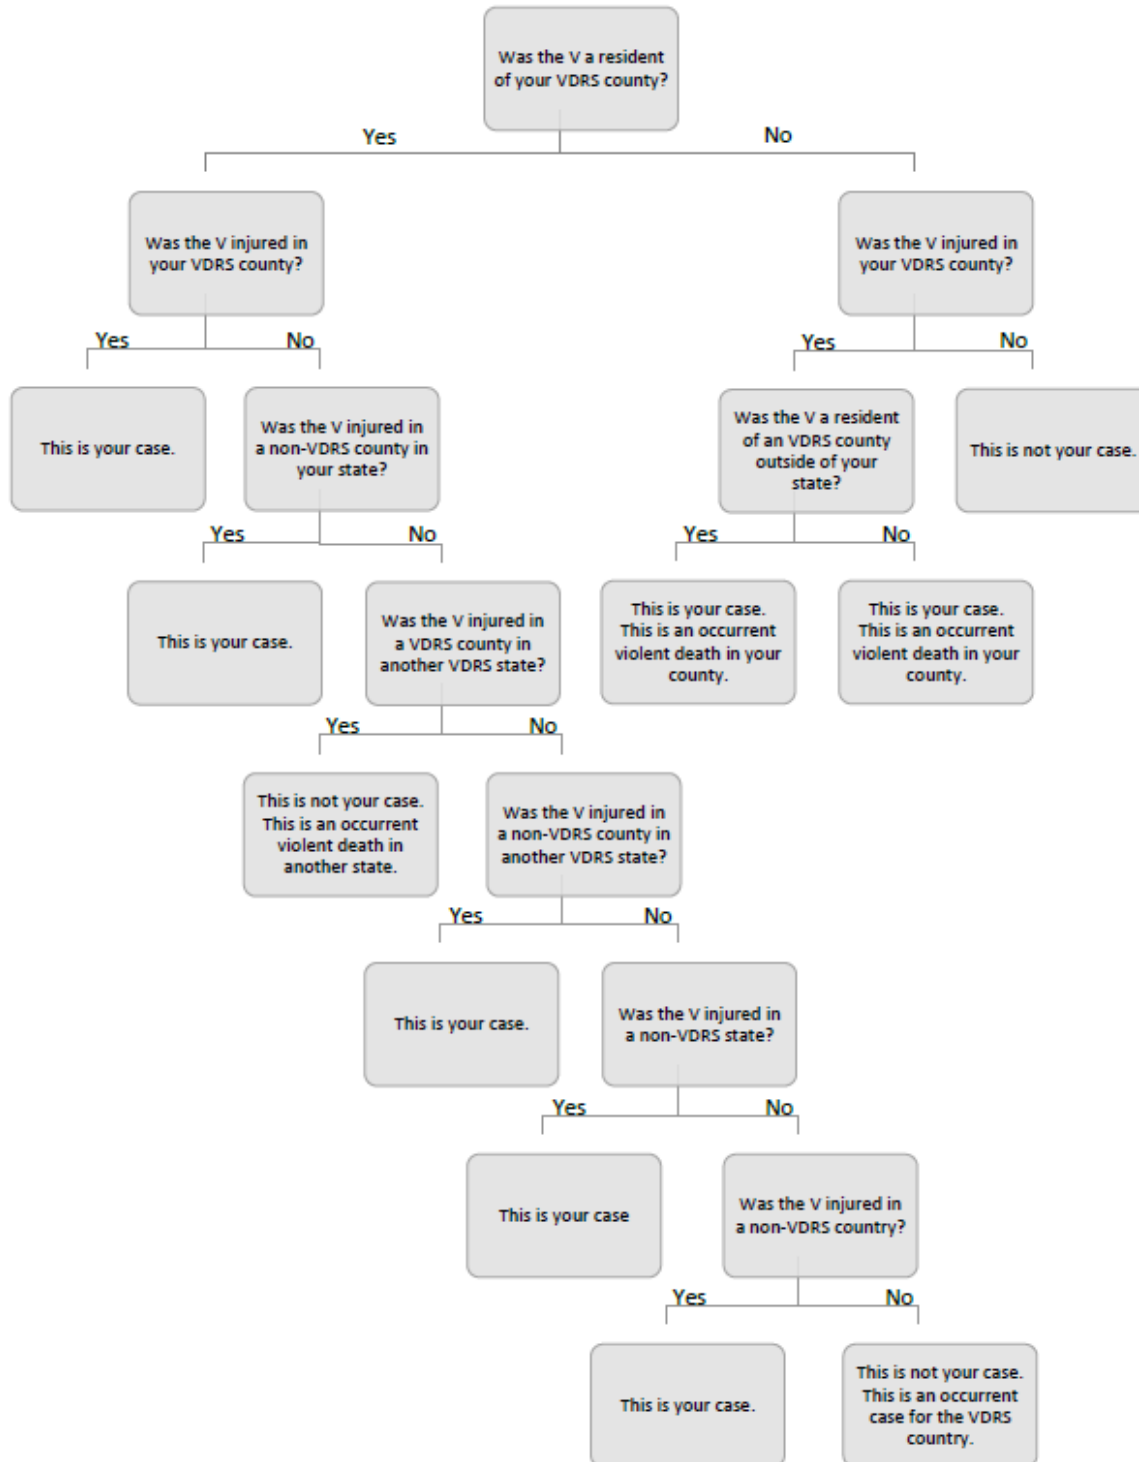 Was the V a resident
of your VDRS county?
Yes
No
Was the V injured in
your VDRS county?
Was the V injured in
your VDRS county?
Yes
No
Yes
No
This is your case.
Was the V injured in
a non-VDRS county in
your state?
Was the V a resident
of an VDRS county
outside of your
state?
This is not your case.
Yes
No
Yes
No
This is your case.
Was the V injured in
a VDRS county in
another VDRS state?
This is your case.
This is an occurrent
violent death in your
county.
This is your case.
This is an occurrent
violent death in your
county.
Yes
No
This is not your case.
This is an occurrent
violent death in
another state.
Was the V injured in
a non-VDRS county in
another VDRS state?
Yes
No
This is your case.
Was the V injured in
a non-VDRS state?
Yes
No
This is your case
Was the V injured in
a non-VDRS country?
Yes
No
This is your case.
This is not your case.
This is an occurrent
case for the VDRS
country.